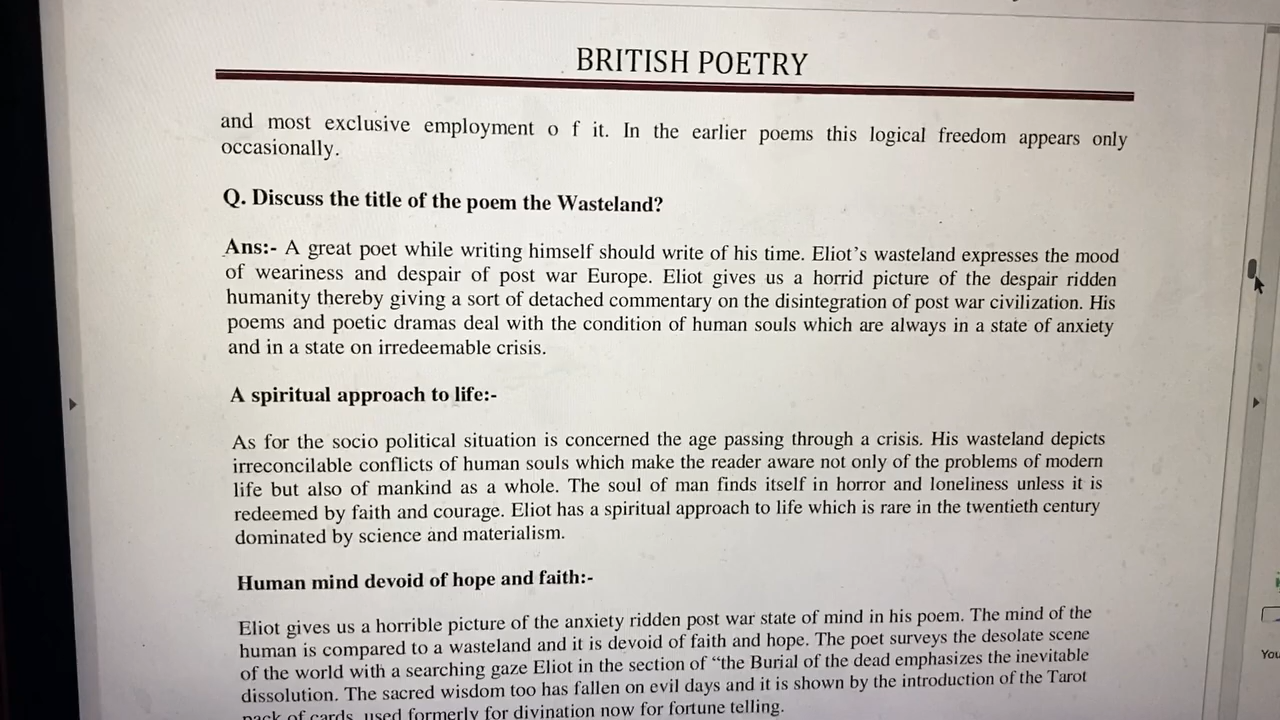 BRITISH POETRY
and most exclusive employment o f it. In the earlier poems this logical freedom appears only
occasionally.
Q. Discuss the title of the poem the Wasteland?
Ans:- A great poet while writing himself should write of his time. Eliot’s wasteland expresses the mood
of weariness and despair of post war Europe. Eliot gives us a horrid picture of the despair ridden
humanity thereby giving a sort of detached commentary on the disintegration of post war civilization. His
poems and poetic dramas deal with the condition of human souls which are always in a state of anxiety
and in a state on irredeemable crisis.
A spiritual approach to life:-
As for the socio political situation is concerned the age passing through a crisis. His wasteland depicts
irreconcilable conflicts of human souls which make the reader aware not only of the problems of modern
life but also of mankind as a whole. The soul of man finds itself in horror and loneliness unless it is
redeemed by faith and courage. Eliot has a spiritual approach to life which is rare in the twentieth century
dominated by science and materialism.
Human mind devoid of hope and faith:-
Eliot gives us a horrible picture of the anxiety ridden post war state of mind in his poem. The mind of the
human is compared to a wasteland and it is devoid of faith and hope. The poet surveys the desolate scene
of the world with a searching gaze Eliot in the section of “the Burial of the dead emphasizes the inevitable
dissolution. The sacred wisdom too has fallen on evil days and it is shown by the introduction of the Tarot
pack of cards, used formerly for divination now for fortune telling.
You